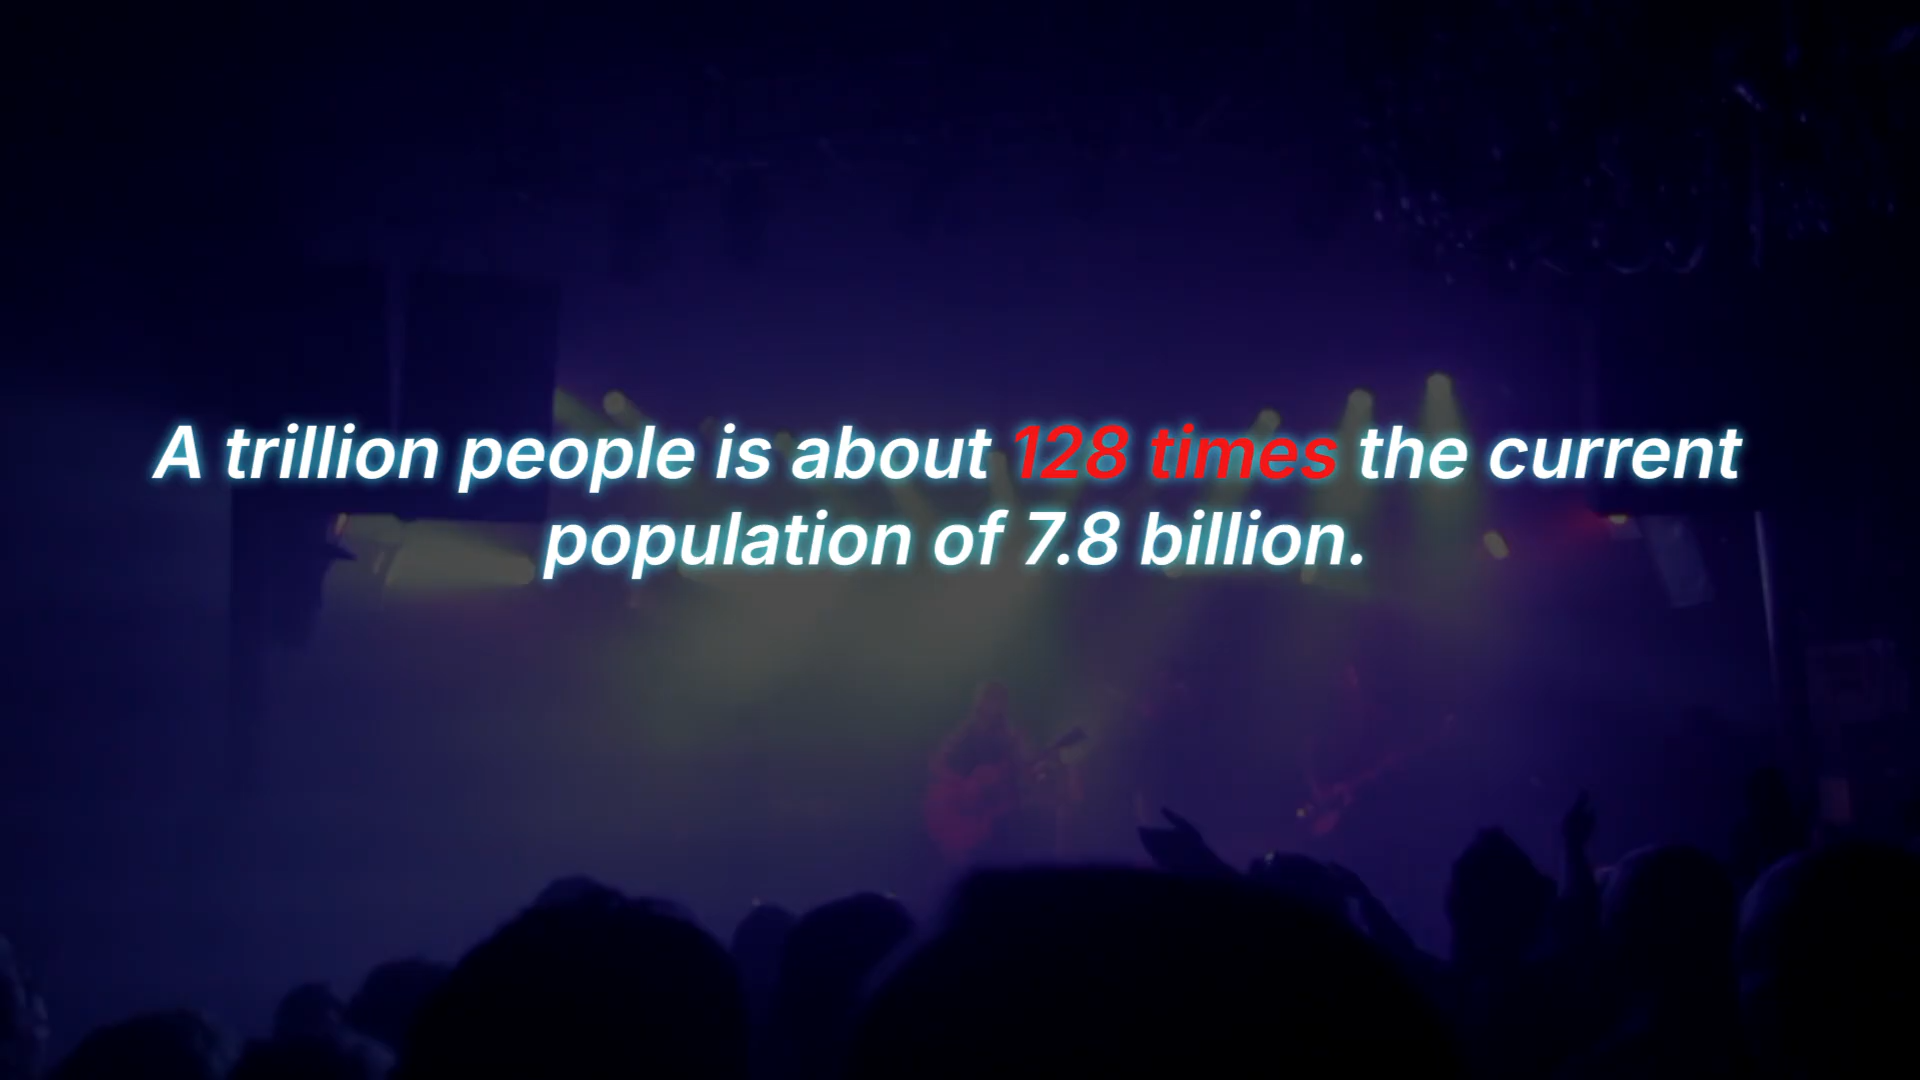 A trillion people is about 128 times the current
population of 7.8 billion.